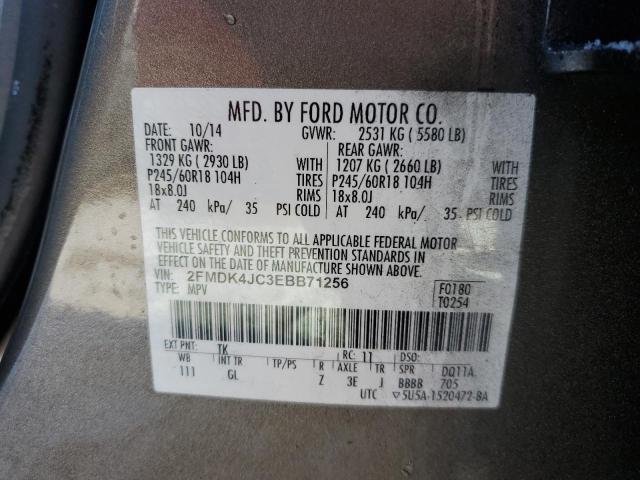 MFD. BY FORD MOTOR CO.
DATE: 10/14 GVWR: 2531 KG ( 5580 LB)
FRONT GAWR: REAR GAWR:
1329 KG ( 2930 LB) 1207 KG ( 2660 LB)
P245/60R18 104H TIRES P245/60R18 104H TIRES
18x8.0J RIMS 18x8.0J RIMS
AT 240 kPa/ 35 PSI COLD AT 240 kPa/ 35 PSI COLD
THIS VEHICLE CONFORMS TO ALL APPLICABLE FEDERAL MOTOR
VEHICLE SAFETY AND THEFT PREVENTION STANDARDS IN
EFFECT ON THE DATE OF MANUFACTURE SHOWN ABOVE.
VIN: 2FMDK4JC3EBB71256 F0180
TYPE: MPV T0254
EXT PNT: TK RC: 11 DSO:
WB INT TR TP/PS R AXLE TR SPR DQ11A
111 GL Z 3E J BBBB 705
UTC ▽5U5A-1520472-BA